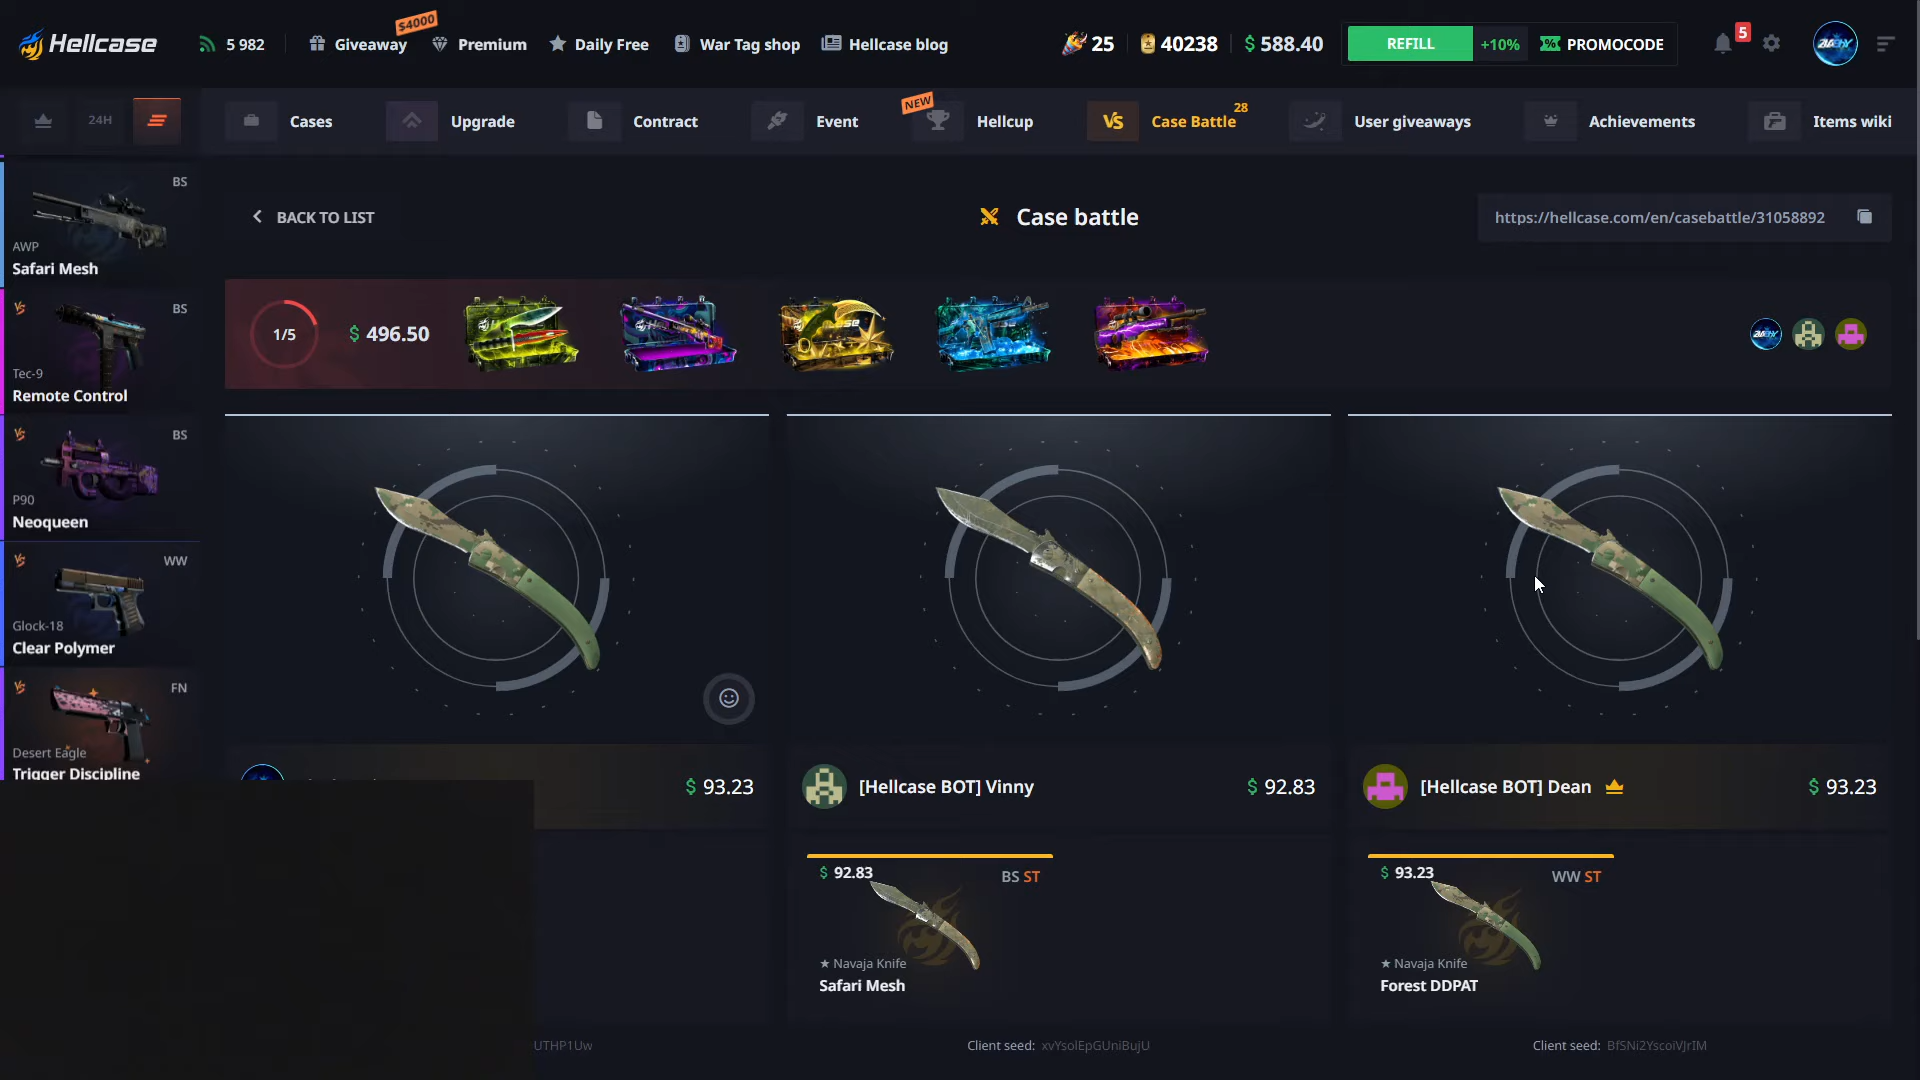 Hellcase
5 982
Giveaway
$4000
Premium
Daily Free
War Tag shop
Hellcase blog
25
40238
$ 588.40
REFILL
+10%
PROMOCODE
5
24H
Cases
Upgrade
Contract
Event
NEW
Hellcup
VS
Case Battle
28
User giveaways
Achievements
Items wiki
BS
AWP
Safari Mesh
BS
Tec-9
Remote Control
BS
P90
Neoqueen
WW
Glock-18
Clear Polymer
FN
Desert Eagle
Trigger Discipline
BACK TO LIST
Case battle
https://hellcase.com/en/casebattle/31058892
1/5
$ 496.50
$ 93.23
[Hellcase BOT] Vinny
$ 92.83
[Hellcase BOT] Dean
$ 93.23
$ 92.83
BS ST
★ Navaja Knife
Safari Mesh
$ 93.23
WW ST
★ Navaja Knife
Forest DDPAT
UTHP1Uw
Client seed: xvYsolEpGUniBujU
Client seed: BfSNi2YscoiVJrIM